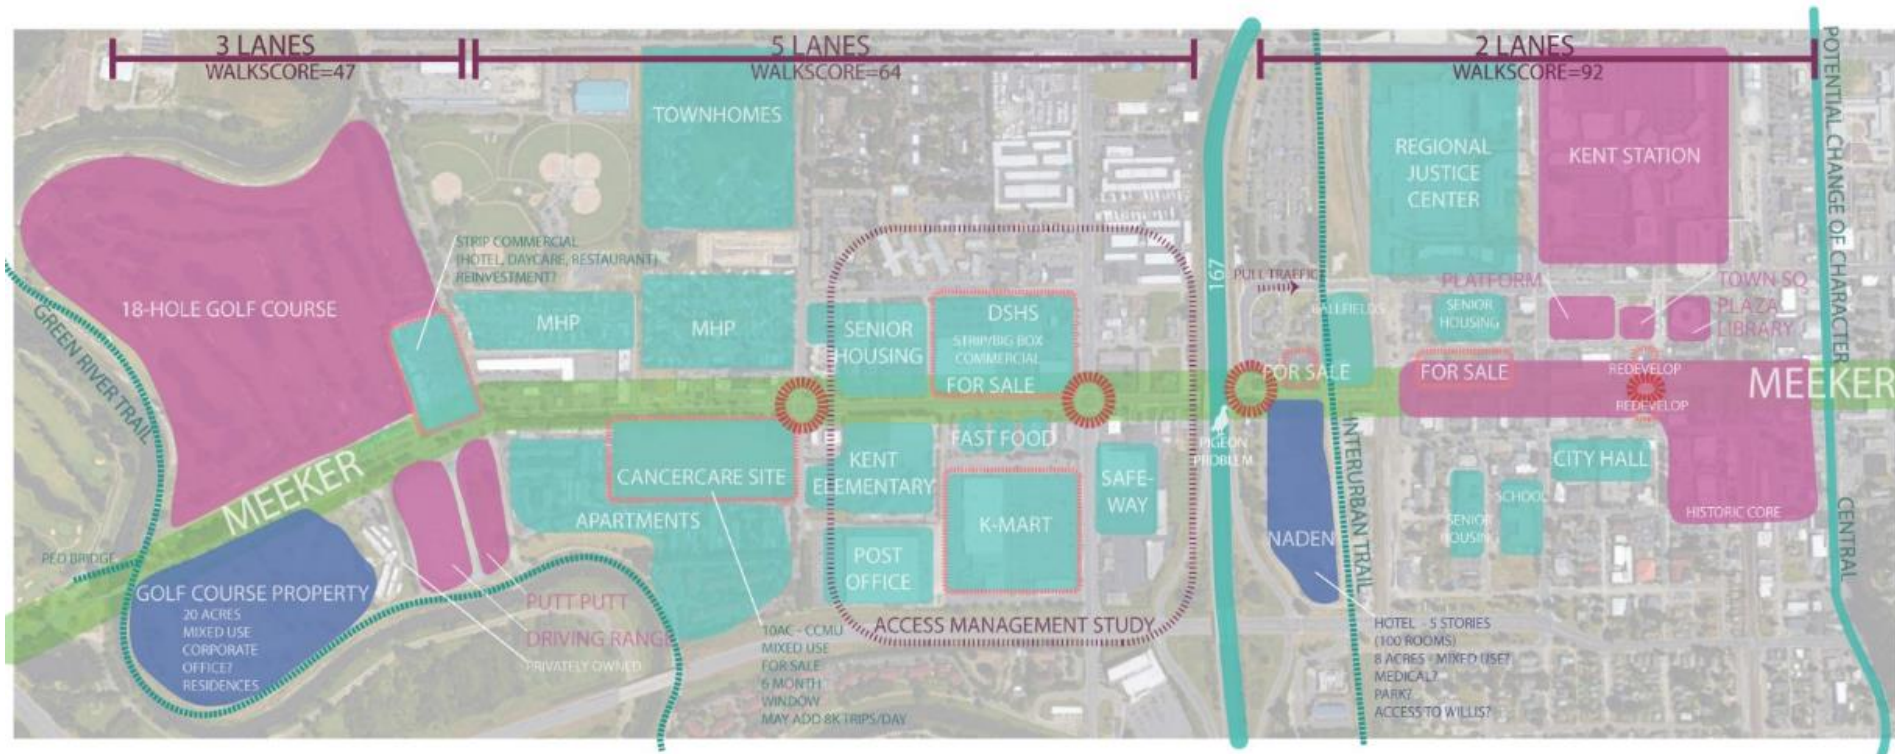 3 LANES
WALKSCORE=47
5 LANES
WALKSCORE=64
2 LANES
WALKSCORE=92
POTENTIAL CHANGE OF CHARACTER
TOWNHOMES
REGIONAL
JUSTICE
CENTER
KENT STATION
STRIP COMMERCIAL
(HOTEL, DAYCARE, RESTAURANT)
REINVESTMENT?
18-HOLE GOLF COURSE
GREEN RIVER TRAIL
MHP
MHP
SENIOR
HOUSING
DSHS
STRIP/BIG BOX
COMMERCIAL
FOR SALE
167
PULL TRAFFIC
BALLFIELDS
SENIOR
HOUSING
PLATFORM
TOWN SQ
PLAZA
LIBRARY
FOR SALE
FOR SALE
REDEVELOP
REDEVELOP
MEEKER
MEEKER
CANCERCARE SITE
APARTMENTS
KENT
ELEMENTARY
FAST FOOD
K-MART
SAFE-
WAY
POST
OFFICE
PIGEON
PROBLEM
NADEN
INTERURBAN TRAIL
CITY HALL
SENIOR
HOUSING
SCHOOL
HISTORIC CORE
CENTRAL
PED BRIDGE
GOLF COURSE PROPERTY
20 ACRES
MIXED USE
CORPORATE
OFFICE?
RESIDENCES
PUTT PUTT
DRIVING RANGE
PRIVATELY OWNED
10AC - CCMU
MIXED USE
FOR SALE
6 MONTH
WINDOW
MAY ADD 8K TRIPS/DAY
ACCESS MANAGEMENT STUDY
HOTEL - 5 STORIES
(100 ROOMS)
8 ACRES - MIXED USE?
MEDICAL?
PARK?
ACCESS TO WILLIS?